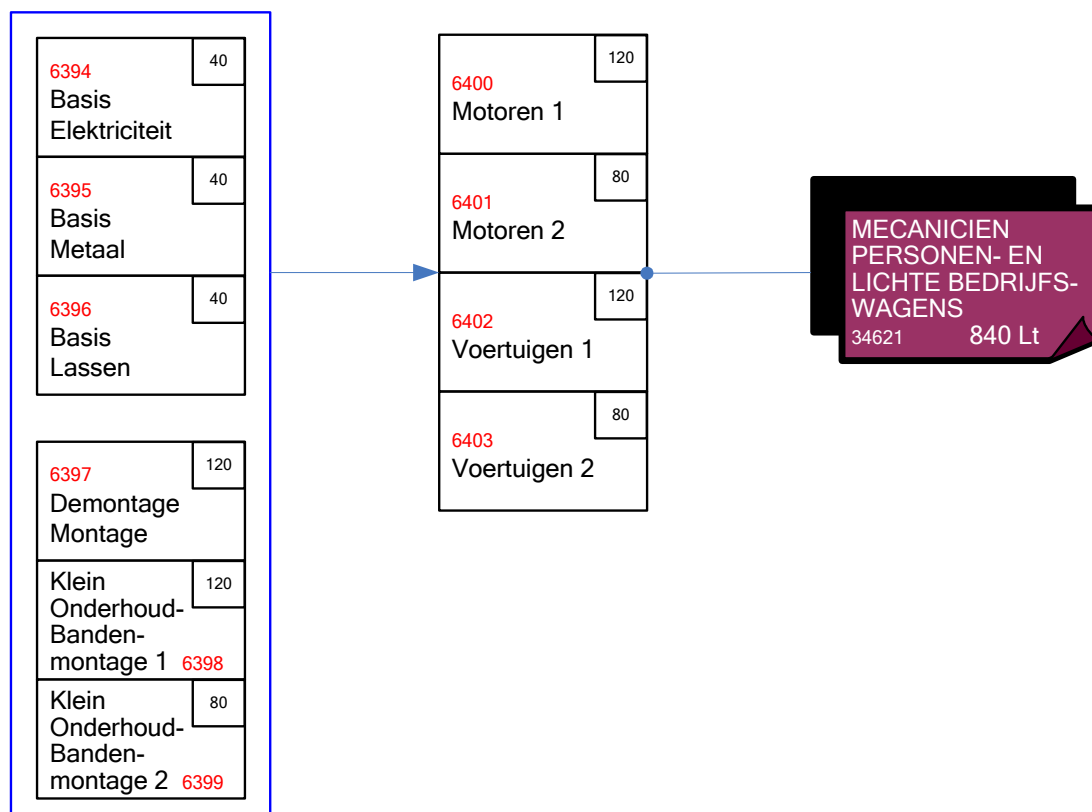 40
6394
Basis
Elektriciteit
40
6395
Basis
Metaal
40
6396
Basis
Lassen
120
6397
Demontage
Montage
120
Klein
Onderhoud-
Banden-
montage 1 6398
80
Klein
Onderhoud-
Banden-
montage 2 6399
120
6400
Motoren 1
80
6401
Motoren 2
120
6402
Voertuigen 1
80
6403
Voertuigen 2
MECANICIEN
PERSONEN- EN
LICHTE BEDRIJFS-
WAGENS
34621 840 Lt